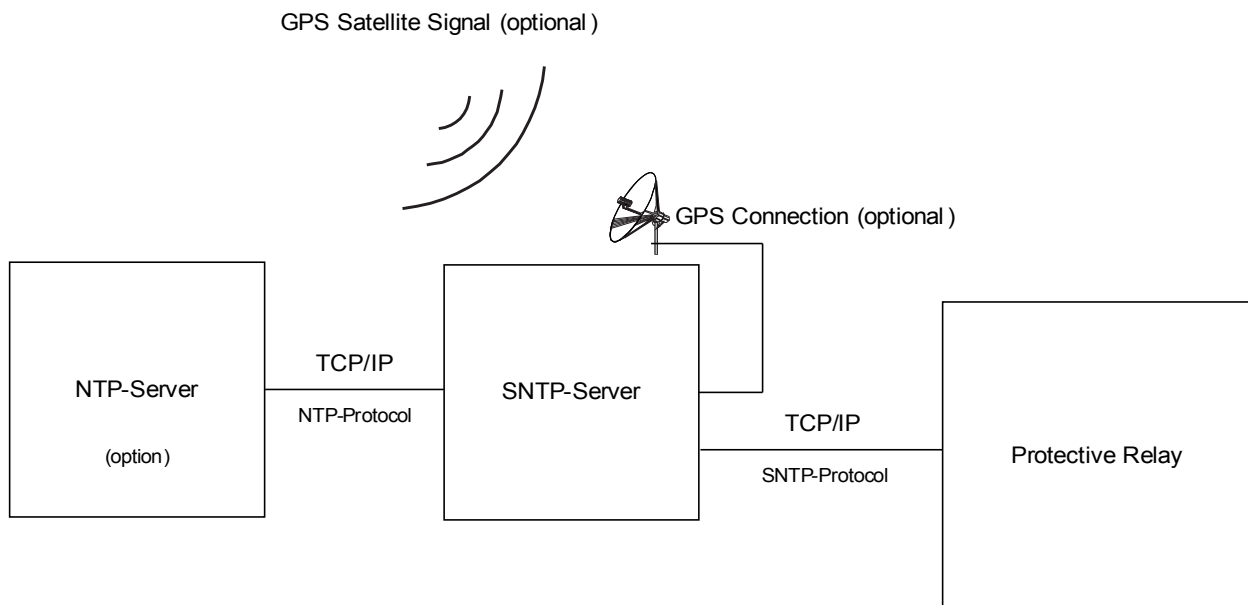 GPS Satellite Signal (optional)
GPS Connection (optional)
NTP-Server
(option)
TCP/IP
NTP-Protocol
SNTP-Server
TCP/IP
SNTP-Protocol
Protective Relay